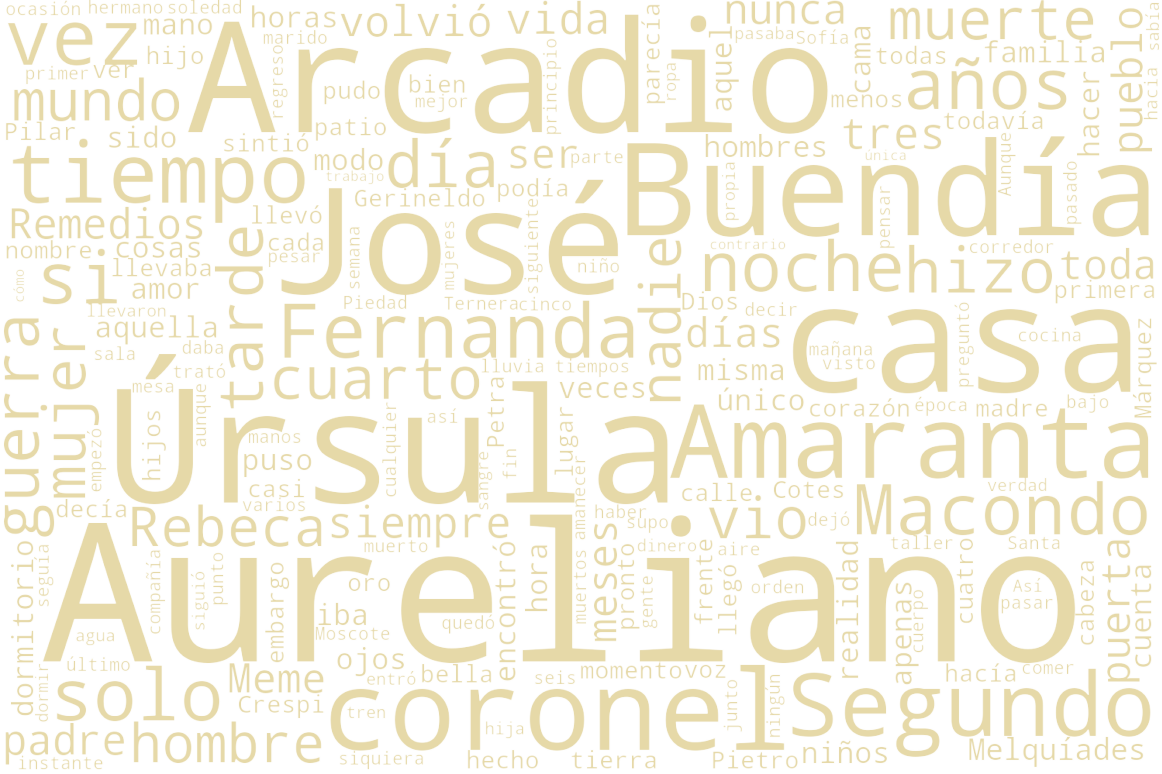 ocasión
hermano
soledad
vez
mano
horas
volvió
vida
nunca
muerte
Arcadio
marido
hijo
primer
ver
mundo
regreso
pudo
bien
mejor
principio
parecía
ropa
aquel
pasaba
Sofía
cama
todas
familia
años
menos
pueblo
sabía
hacia
hacer
Pilar
sido
sintió
patio
tiempo
modo
trabajo
día
ser
parte
podía
hombres
tres
todavía
única
Aunque
pasado
Buendía
propia
pensar
José
Gerineldo
Remedios
llevó
nombre
cosas
cada
pesar
semana
mujeres
siguiente
niño
nadie
contrario
corredor
noche
hizo
toda
primera
cómo
si
llevaba
amor
tarde
Piedad
Ternera
cinco
Dios
decir
llevaron
aquella
sala
daba
Fernanda
días
casa
mañana
visto
preguntó
cocina
Márquez
guerra
mujer
trató
mesa
aunque
cuarto
lluvia
tiempos
veces
misma
único
corazón
época
madre
bajo
Úrsula
hijos
empezó
manos
puso
casi
varios
cualquier
así
Petra
sangre
fin
lugar
amanecer
Amaranta
verdad
calle
Cotes
Macondo
decía
Rebeca
siempre
muerto
haber
supo
vio
dejó
dinero
aire
taller
Santa
Aureliano
dormitorio
seguía
compañía
siguió
punto
embargo
oro
iba
Moscote
quedó
encontró
hora
muertos
meses
pronto
gente
frente
llegó
orden
realidad
apenas
cuerpo
cuatro
Así
pasar
cabeza
puerta
cuenta
agua
último
dormir
solo
Meme
Crespi
ojos
entró
bella
seis
momento
voz
hacía
comer
coronel
tren
hija
junto
ningún
Segundo
padre
instante
hombre
siquiera
hecho
tierra
Pietro
niños
Melquíades